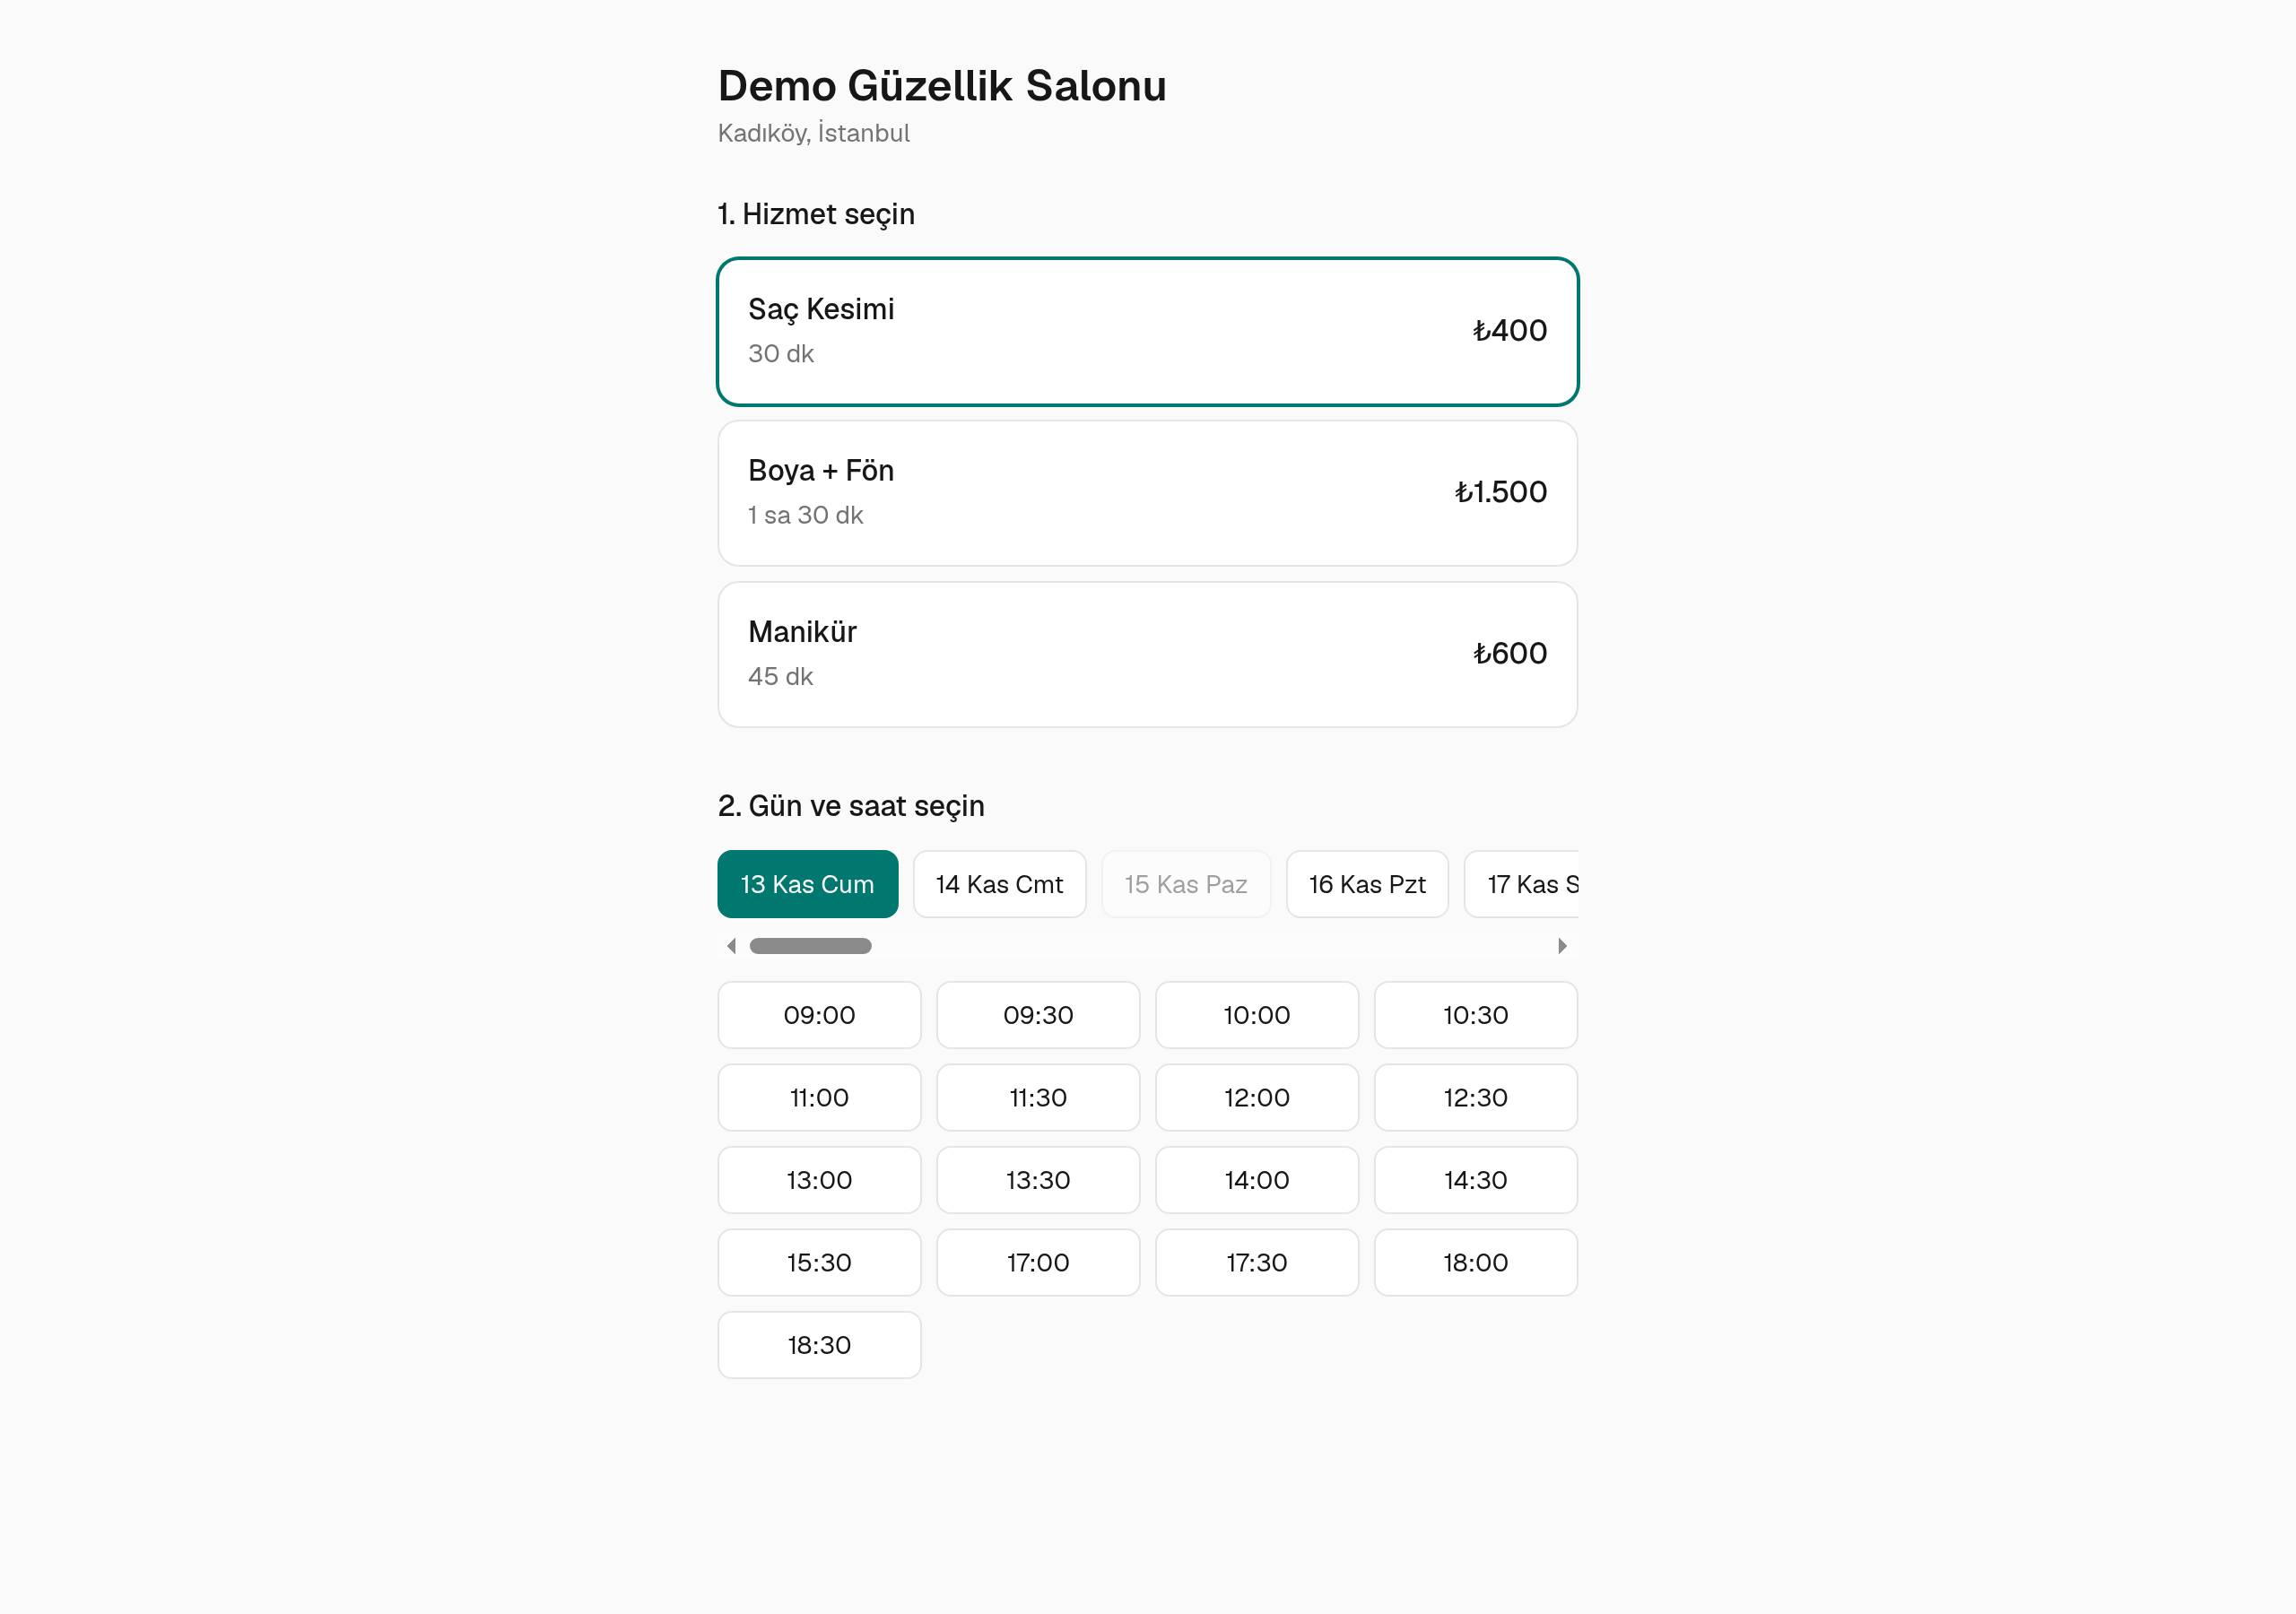 Demo Güzellik Salonu
Kadıköy, İstanbul
1. Hizmet seçin
Saç Kesimi
30 dk
₺400
Boya + Fön
1 sa 30 dk
₺1.500
Manikür
45 dk
₺600
2. Gün ve saat seçin
13 Kas Cum 14 Kas Cmt 15 Kas Paz 16 Kas Pzt 17 Kas S
09:00 09:30 10:00 10:30
11:00 11:30 12:00 12:30
13:00 13:30 14:00 14:30
15:30 17:00 17:30 18:00
18:30